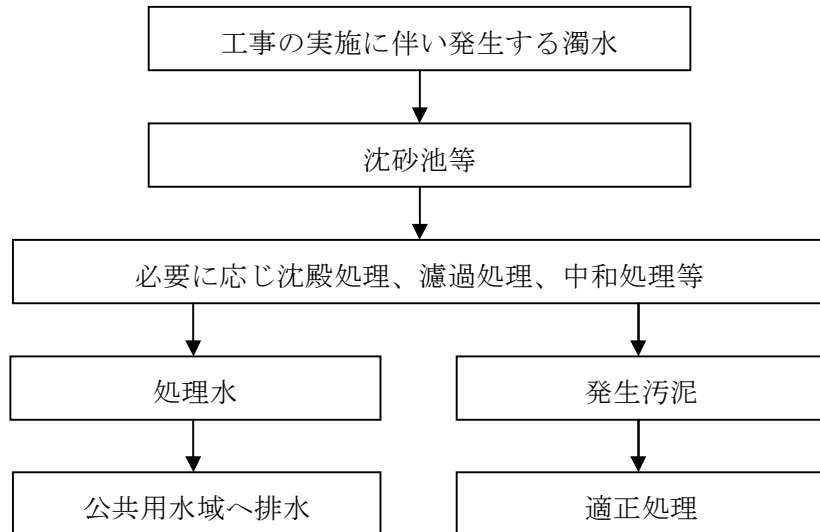 工事の実施に伴い発生する濁水
沈砂池等
必要に応じ沈殿処理、濾過処理、中和処理等
処理水
発生汚泥
公共用水域へ排水
適正処理